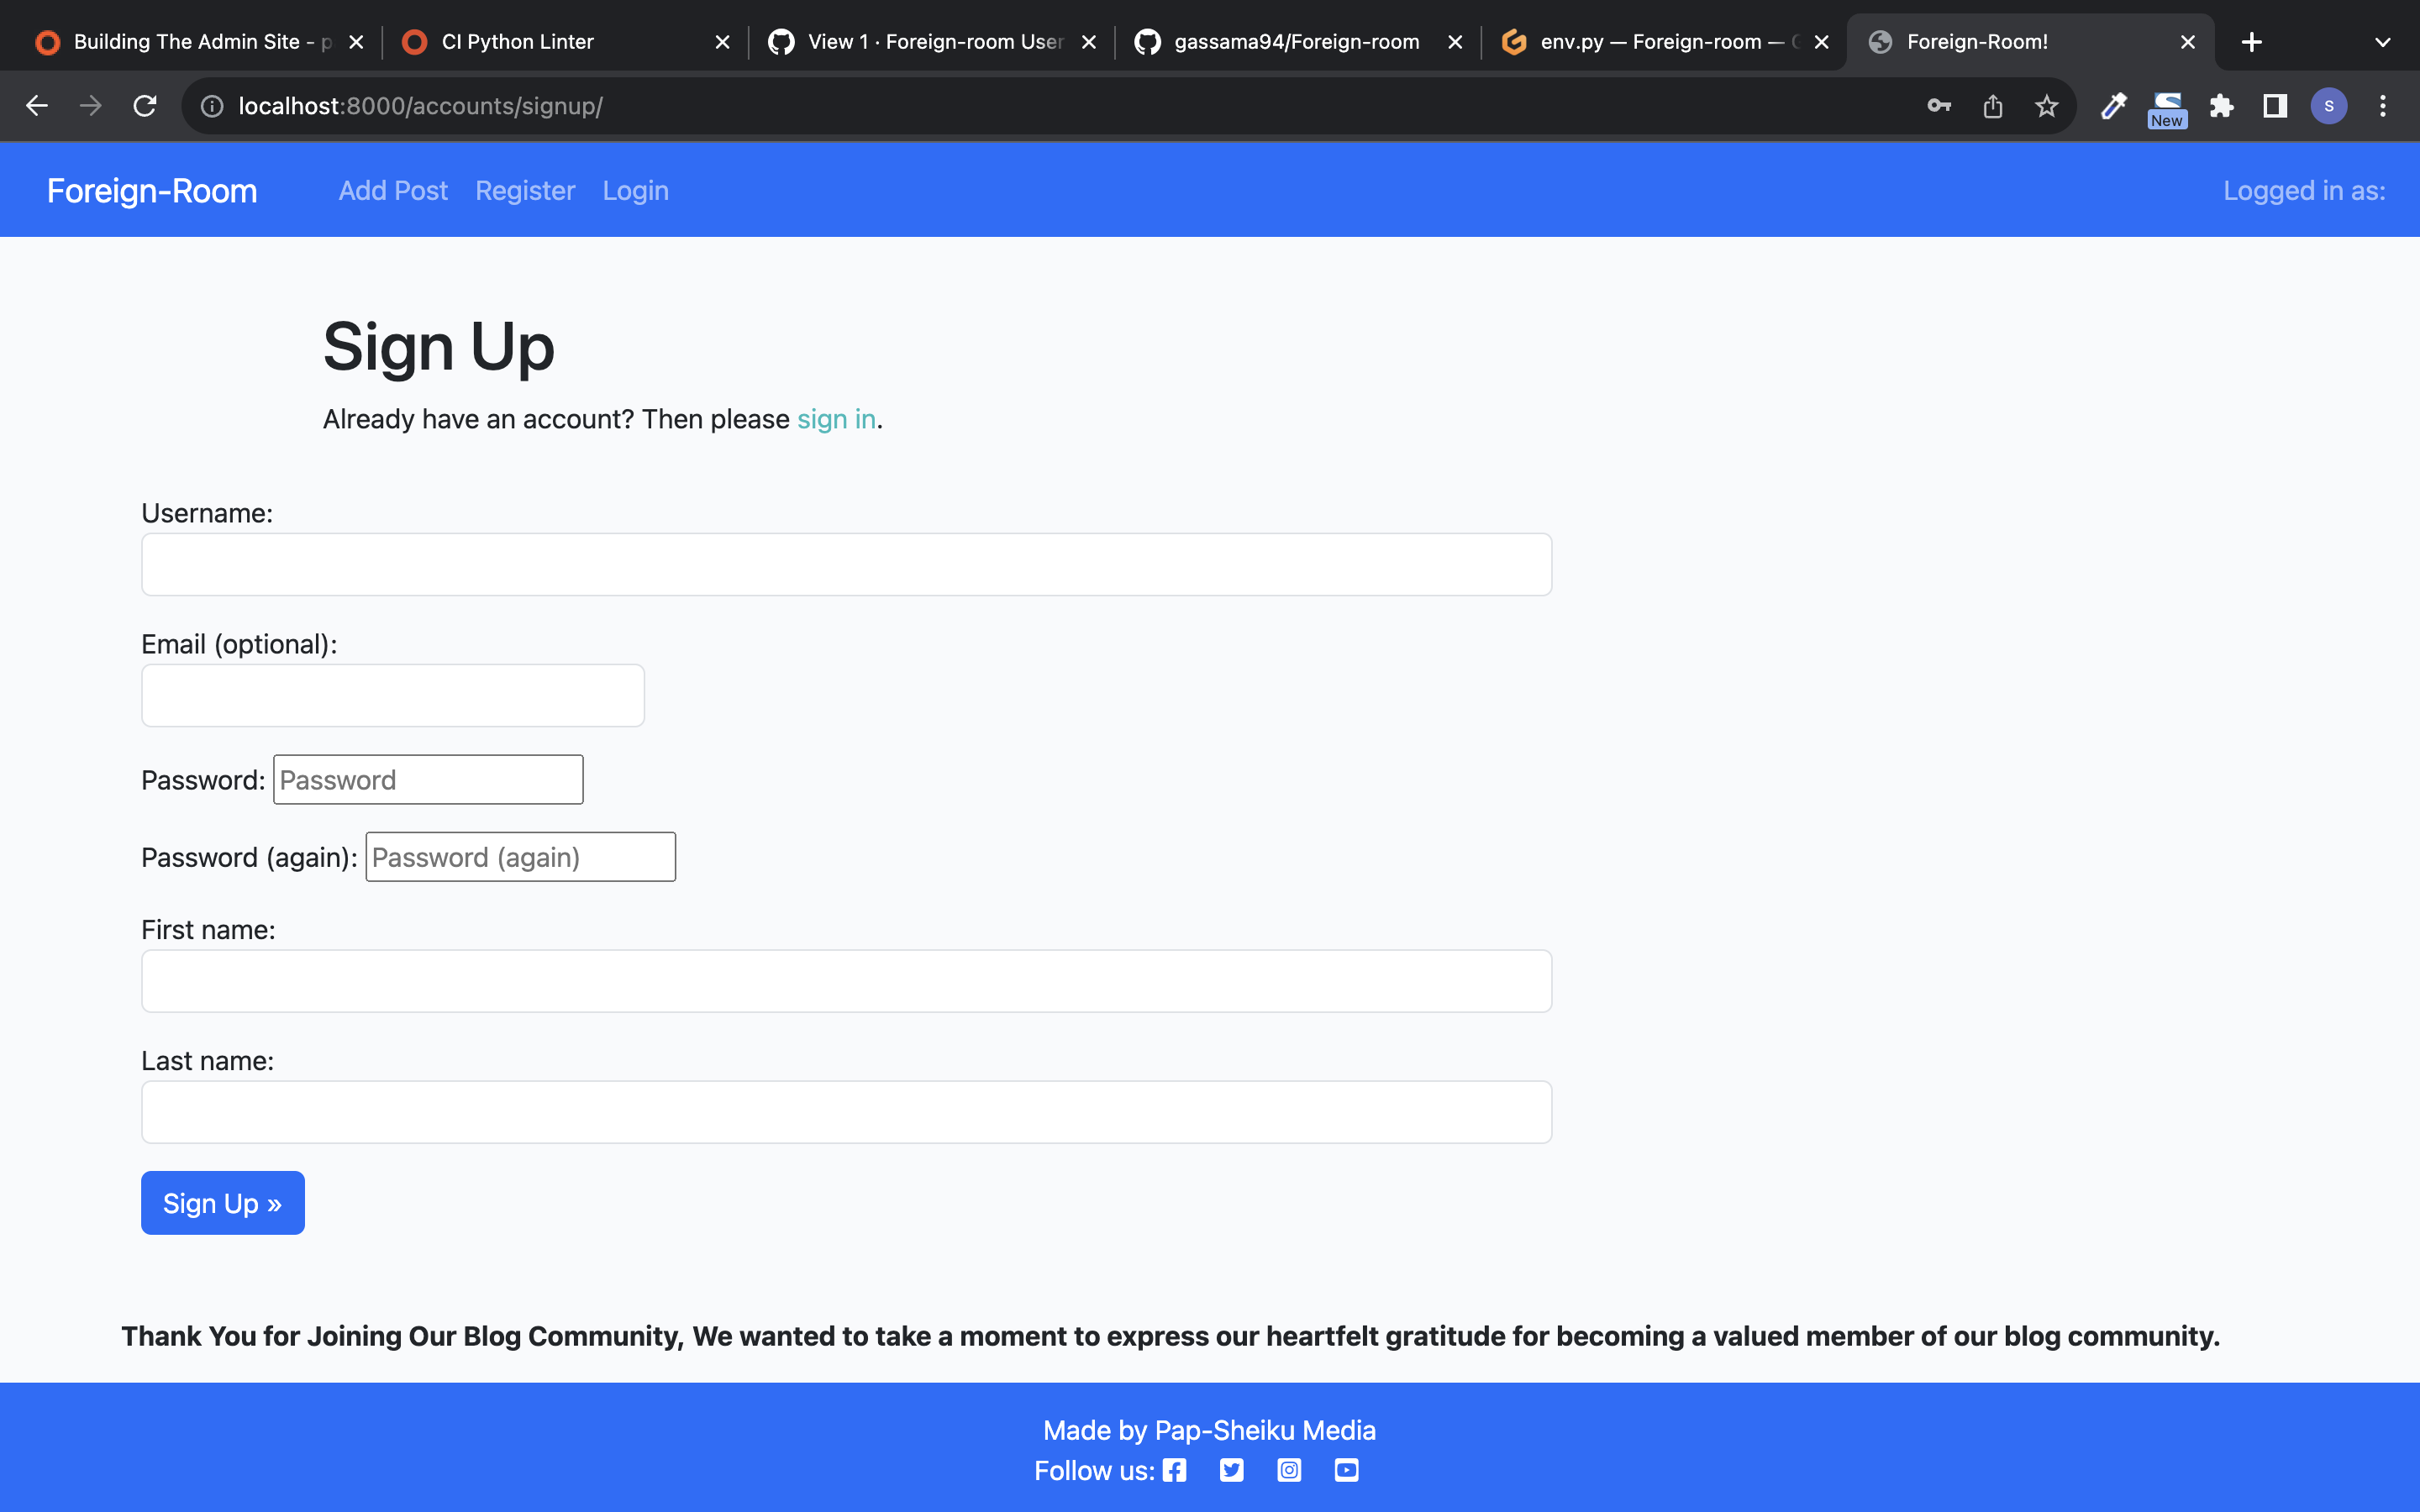 Building The Admin Site - p
CI Python Linter
View 1 · Foreign-room User
gassama94/Foreign-room
env.py — Foreign-room — G
Foreign-Room!
localhost:8000/accounts/signup/
New
S
Foreign-Room
Add Post
Register
Login
Logged in as:
Sign Up
Already have an account? Then please sign in.
Username:
Email (optional):
Password: Password
Password (again): Password (again)
First name:
Last name:
Sign Up »
Thank You for Joining Our Blog Community, We wanted to take a moment to express our heartfelt gratitude for becoming a valued member of our blog community.
Made by Pap-Sheiku Media
Follow us: